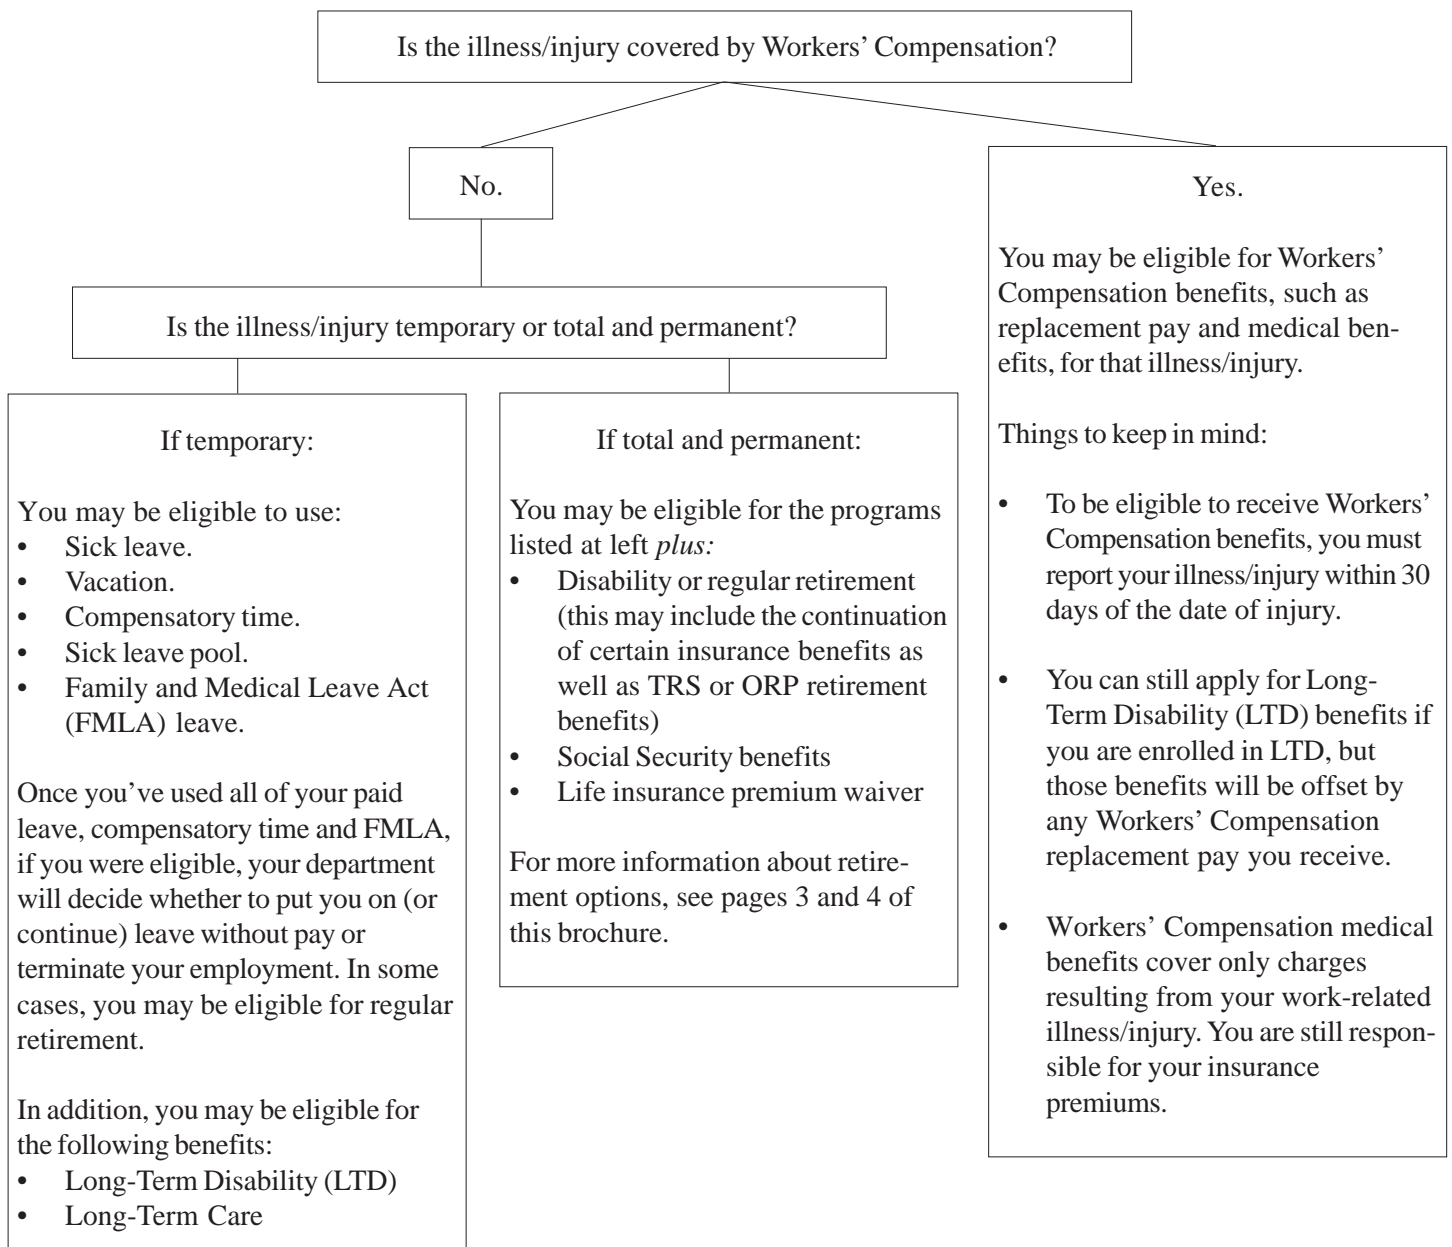 Is the illness/injury covered by Workers’ Compensation?
No.
Is the illness/injury temporary or total and permanent?
If temporary:
You may be eligible to use:
• Sick leave.
• Vacation.
• Compensatory time.
• Sick leave pool.
• Family and Medical Leave Act
(FMLA) leave.
Once you’ve used all of your paid
leave, compensatory time and FMLA,
if you were eligible, your department
will decide whether to put you on (or
continue) leave without pay or
terminate your employment. In some
cases, you may be eligible for regular
retirement.
In addition, you may be eligible for
the following benefits:
• Long-Term Disability (LTD)
• Long-Term Care
If total and permanent:
You may be eligible for the programs
listed at left plus:
• Disability or regular retirement
(this may include the continuation
of certain insurance benefits as
well as TRS or ORP retirement
benefits)
• Social Security benefits
• Life insurance premium waiver
For more information about retire-
ment options, see pages 3 and 4 of
this brochure.
Yes.
You may be eligible for Workers’
Compensation benefits, such as
replacement pay and medical ben-
efits, for that illness/injury.
Things to keep in mind:
• To be eligible to receive Workers’
Compensation benefits, you must
report your illness/injury within 30
days of the date of injury.
• You can still apply for Long-
Term Disability (LTD) benefits if
you are enrolled in LTD, but
those benefits will be offset by
any Workers’ Compensation
replacement pay you receive.
• Workers’ Compensation medical
benefits cover only charges
resulting from your work-related
illness/injury. You are still respon-
sible for your insurance
premiums.